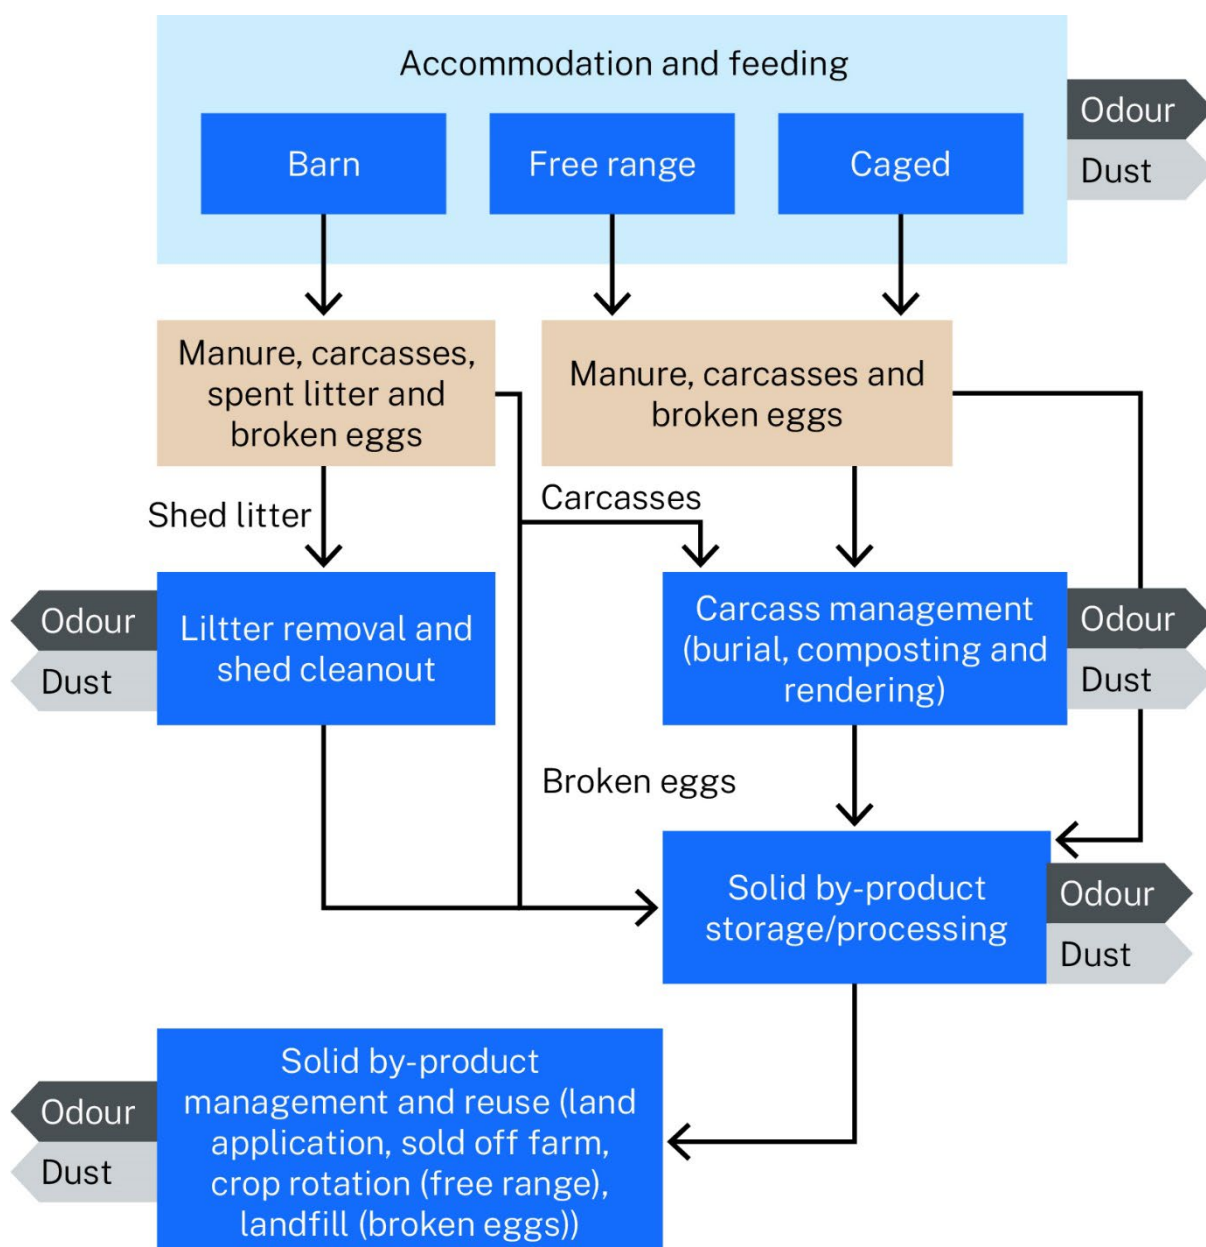 Accommodation and feeding
Odour
Dust
Barn
Free range
Caged
Manure, carcasses,
spent litter and
broken eggs
Manure, carcasses and
broken eggs
Shed litter
Carcasses
Odour
Dust
Liltter removal and
shed cleanout
Carcass management
(burial, composting and
rendering)
Odour
Dust
Broken eggs
Solid by-product
storage/processing
Odour
Dust
Odour
Dust
Solid by-product
management and reuse (land
application, sold off farm,
crop rotation (free range),
landfill (broken eggs))